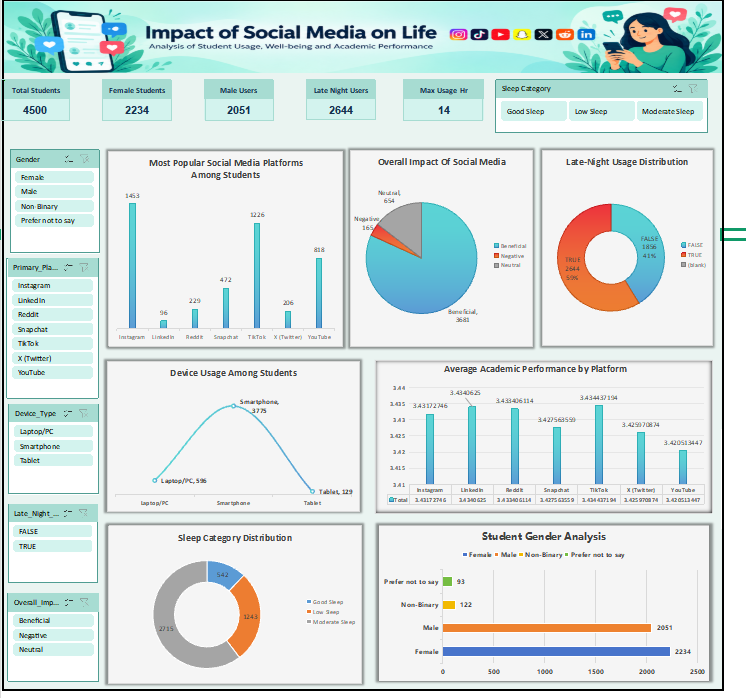 Impact of Social Media on Life
Analysis of Student Usage, Well-being and Academic Performance
Total Students
4500
Female Students
2234
Male Users
2051
Late Night Users
2644
Max Usage Hr
14
Sleep Category
Good Sleep
Low Sleep
Moderate Sleep
Gender
Female
Male
Non-Binary
Prefer not to say
Primary_Pla...
Instagram
LinkedIn
Reddit
Snapchat
TikTok
X (Twitter)
YouTube
Device_Type
Laptop/PC
Smartphone
Tablet
Late_Night_...
FALSE
TRUE
Overall_Imp...
Beneficial
Negative
Neutral
Most Popular Social Media Platforms
Among Students
1453
96
229
472
1226
206
818
Instagram LinkedIn Reddit Snapchat TikTok X (Twitter) YouTube
Overall Impact Of Social Media
Neutral,
654
Negative,
165
Beneficial,
3681
Beneficial
Negative
Neutral
Late-Night Usage Distribution
FALSE
1856
41%
TRUE
2644
59%
FALSE
TRUE
(blank)
Device Usage Among Students
Smartphone,
3775
Laptop/PC, 596
Tablet, 129
Laptop/PC Smartphone Tablet
Average Academic Performance by Platform
3.44
3.435
3.43
3.425
3.42
3.415
3.41
3.43172746
3.4340625
3.433406114
3.427563559
3.434437194
3.425970874
3.420513447
Instagram LinkedIn Reddit Snapchat TikTok X (Twitter) YouTube
Total 3.43172746 3.4340625 3.433406114 3.427563559 3.434437194 3.425970874 3.420513447
Sleep Category Distribution
542
1243
2715
Good Sleep
Low Sleep
Moderate Sleep
Student Gender Analysis
Female Male Non-Binary Prefer not to say
Prefer not to say 93
Non-Binary 122
Male 2051
Female 2234
0 500 1000 1500 2000 2500